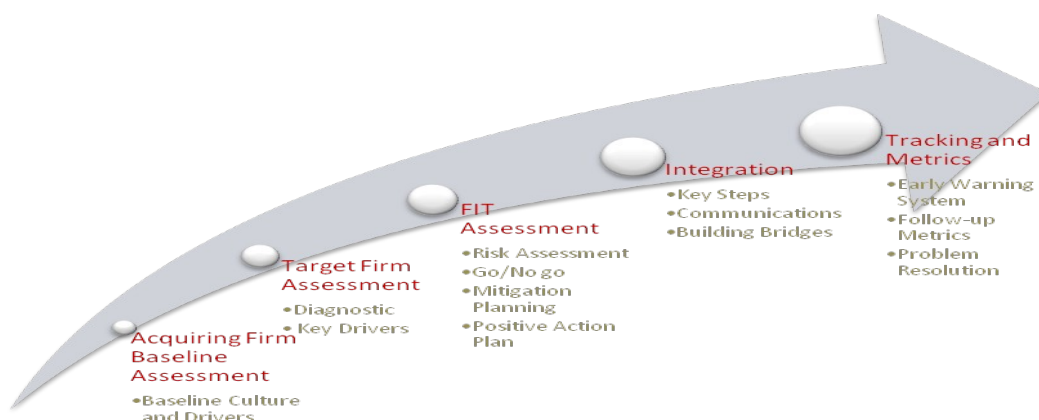 Acquiring Firm
Baseline
Assessment
•Baseline Culture
and Drivers
Target Firm
Assessment
•Diagnostic
•Key Drivers
FIT
Assessment
•Risk Assessment
•Go/No go
•Mitigation
Planning
•Positive Action
Plan
Integration
•Key Steps
•Communications
•Building Bridges
Tracking and
Metrics
•Early Warning
System
•Follow-up
Metrics
•Problem
Resolution